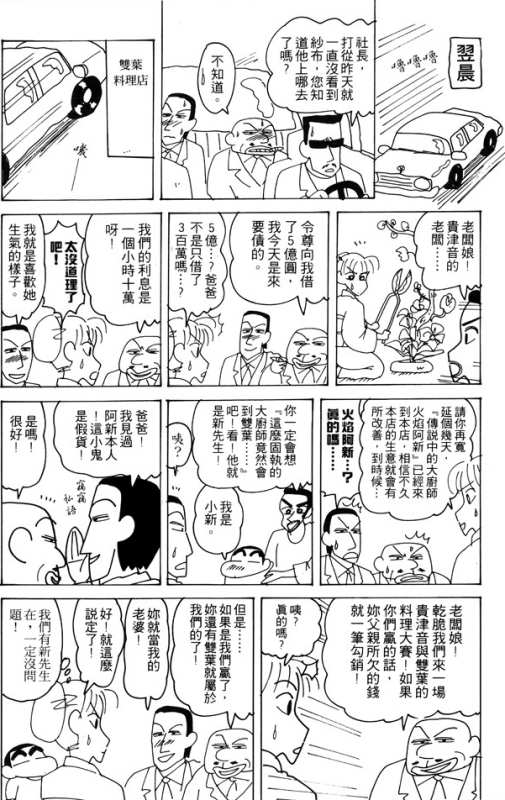 翌晨
嚕嚕嚕
社長，
打從昨天就
一直沒看到
紗布，您知
道他上哪去
了嗎？
不知道。
雙葉
料理店
嘰
老闆娘！
貴津音的
老闆……
令尊向我借
了5億圓，
我今天是來
要債的。
5億…？爸爸
不是只借了
3百萬嗎…？
我們的利息是
一個小時十萬
呀！
太沒道理了
吧！
我就是喜歡她
生氣的樣子。
請你再寬
延個幾天，
『傳說中的大廚師
火焰阿新』已經來
到本店，相信不久
本店的生意就會有
所改善，到時候…
火焰阿新…？
真的嗎……
你一定會想
『這麼固執的
大廚師竟然會
到雙葉……』
吧！看，他就
是新先生！
我是
小新。
咦？
爸爸！
我見過
阿新本人
！這小鬼
是假貨！
竊竊
私語
是嗎！
很好！
老闆娘！
乾脆我們來一場
貴津音與雙葉的
料理大賽！如果
你們贏的話，
妳父親所欠的錢
就一筆勾銷！
咦？
真的嗎？
但是……
如果是我們贏了，
妳還有雙葉就屬於
我們的了！
妳就當我的
老婆！
好！就這麼
說定了！
我們有新先生
在，一定沒問
題！